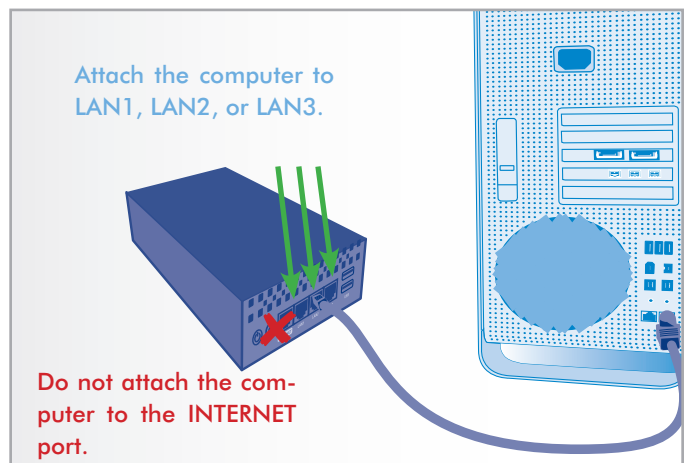 Attach the computer to
LAN1, LAN2, or LAN3.
Do not attach the com-
puter to the INTERNET
port.